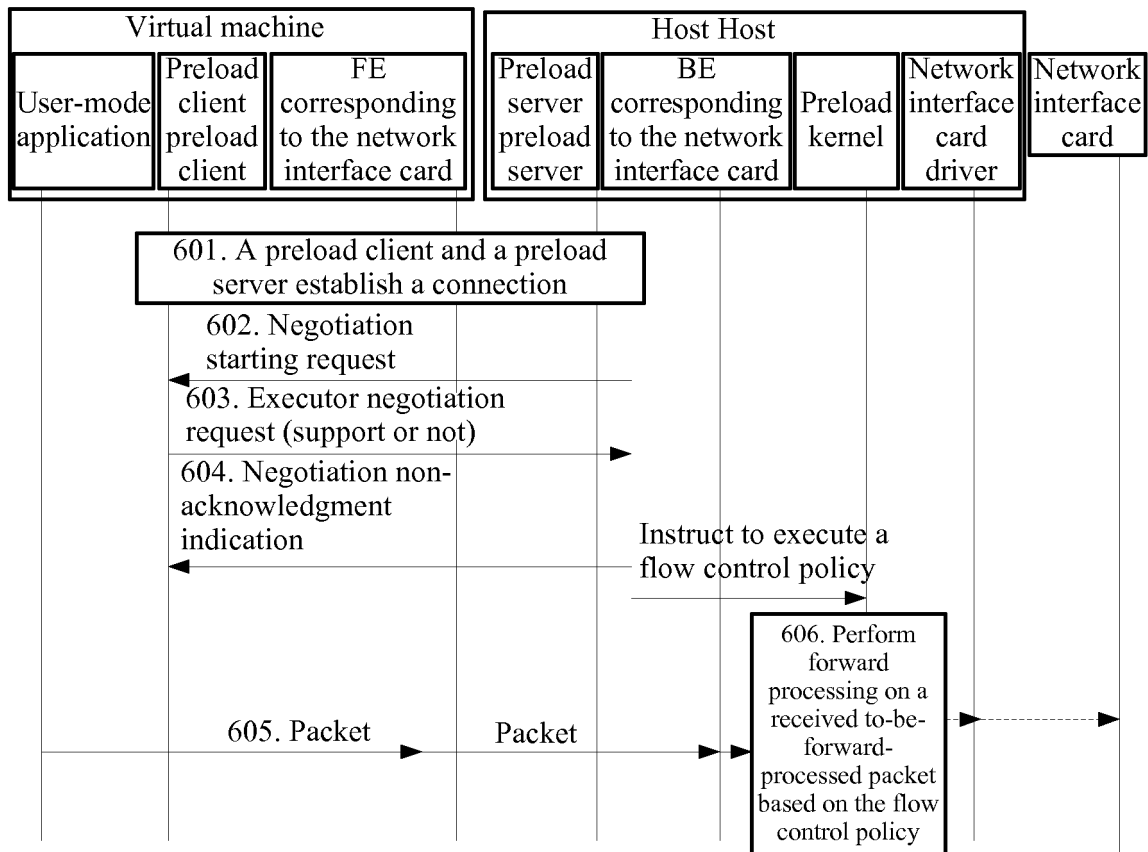 Virtual machine
Host Host
User-mode
application
Preload
client
preload
client
FE
corresponding
to the network
interface card
Preload
server
preload
server
BE
corresponding
to the network
interface card
Preload
kernel
Network
interface
card
driver
Network
interface
card
601. A preload client and a preload
server establish a connection
602. Negotiation
starting request
603. Executor negotiation
request (support or not)
604. Negotiation non-
acknowledgment
indication
Instruct to execute a
flow control policy
605. Packet
Packet
606. Perform
forward
processing on a
received to-be-
forward-
processed packet
based on the flow
control policy